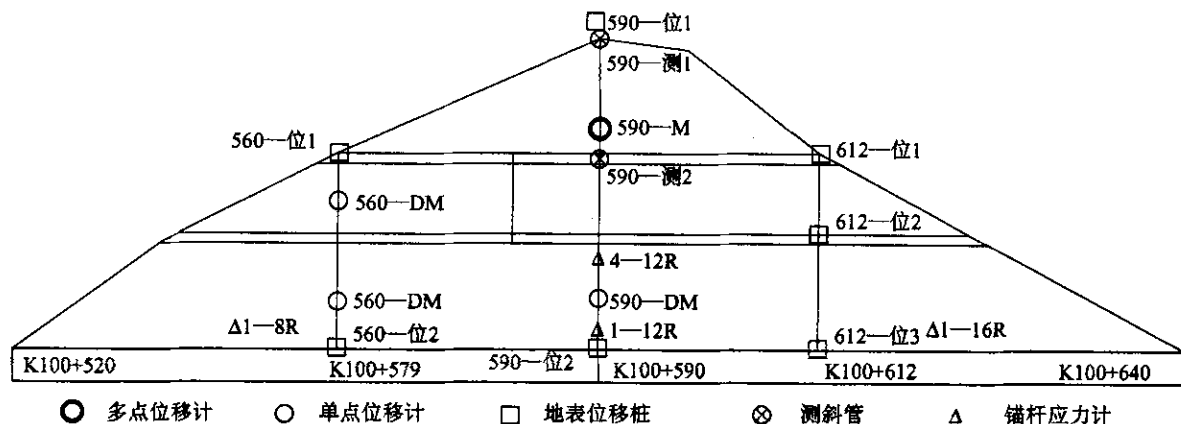 590—位1
590—测1
560—位1
590—M
612—位1
590—测2
560—DM
612—位2
Δ 4—12R
560—DM
590—DM
Δ1—8R
560—位2
Δ 1—12R
612—位3
Δ1—16R
590—位2
K100+520
K100+579
K100+590
K100+612
K100+640
多点位移计
单点位移计
地表位移桩
测斜管
Δ 锚杆应力计